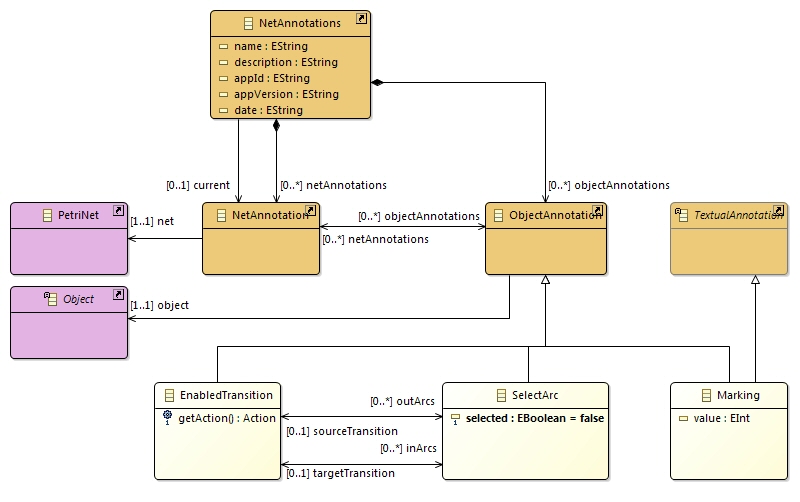 NetAnnotations
name : EString
description : EString
appId : EString
appVersion : EString
date : EString
[0..1] current
[0..*] netAnnotations
[0..*] objectAnnotations
PetriNet
[1..1] net
NetAnnotation
[0..*] objectAnnotations
[0..*] netAnnotations
ObjectAnnotation
TextualAnnotation
Object
[1..1] object
EnabledTransition
getAction() : Action
[0..*] outArcs
[0..1] sourceTransition
[0..*] inArcs
[0..1] targetTransition
SelectArc
selected : EBoolean = false
Marking
value : EInt